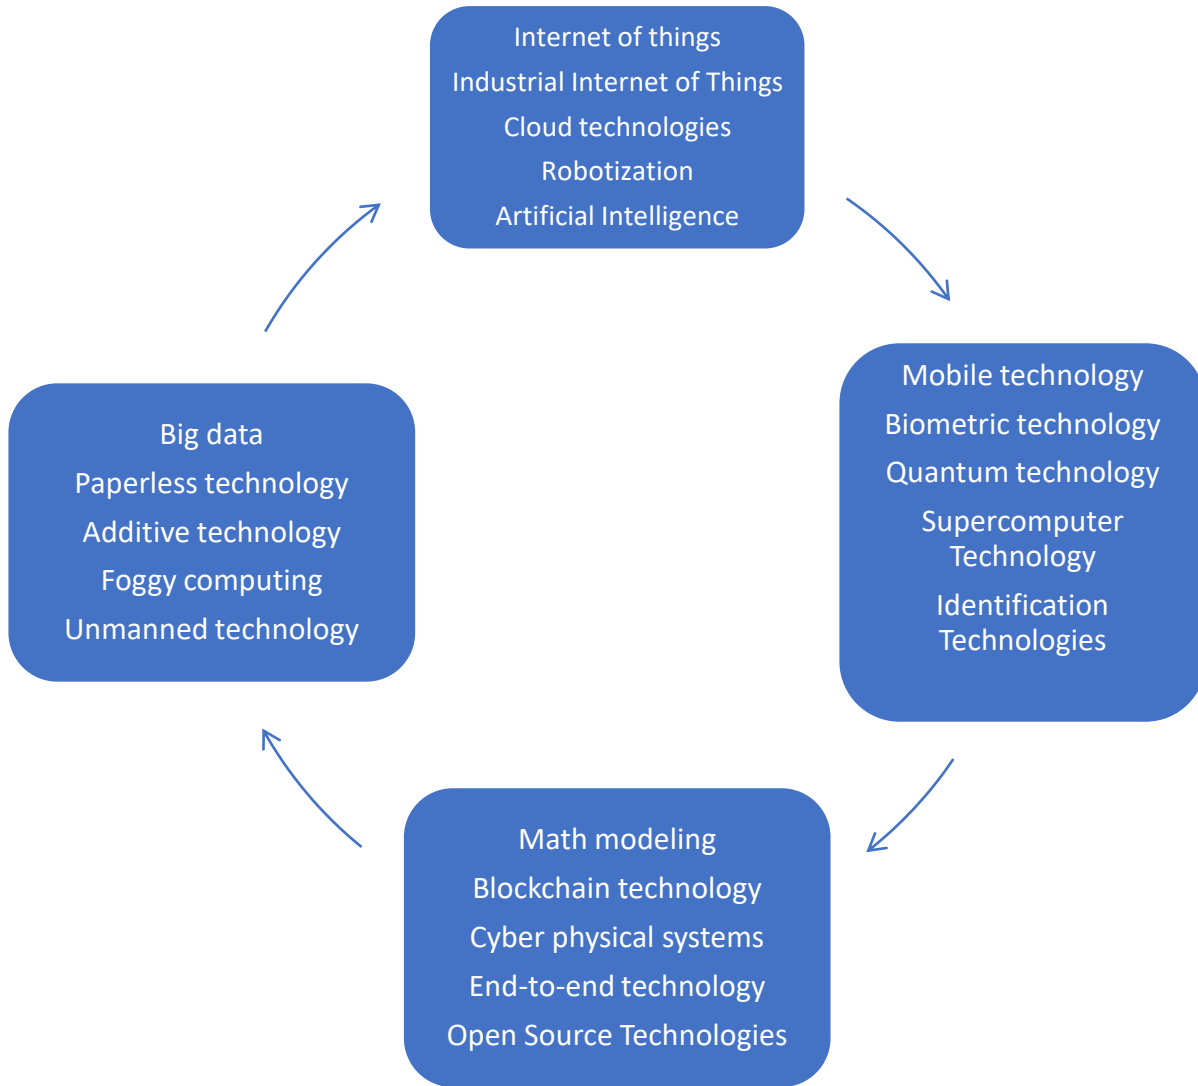 Internet of things
Industrial Internet of Things
Cloud technologies
Robotization
Artificial Intelligence
Mobile technology
Biometric technology
Quantum technology
Supercomputer
Technology
Identification
Technologies
Math modeling
Blockchain technology
Cyber physical systems
End-to-end technology
Open Source Technologies
Big data
Paperless technology
Additive technology
Foggy computing
Unmanned technology